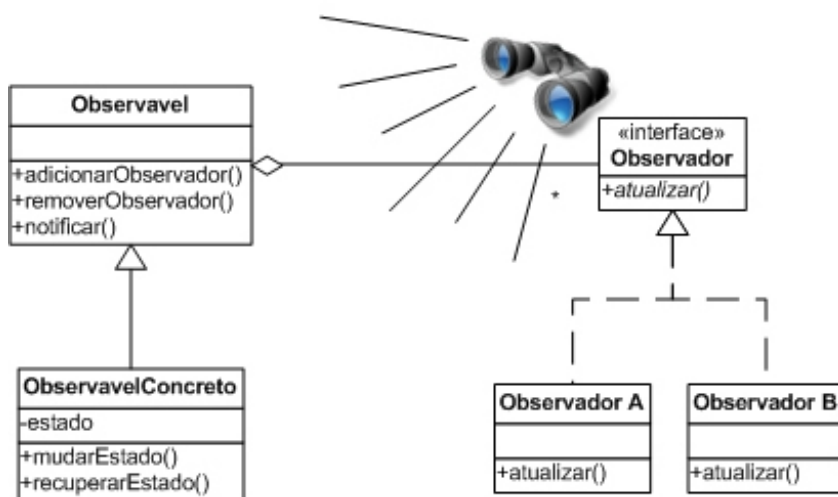 Observavel
+adicionarObservador()
+removerObservador()
+notificar()
«interface»
Observador
+atualizar()
*
ObservavelConcreto
-estado
+mudarEstado()
+recuperarEstado()
Observador A
+atualizar()
Observador B
+atualizar()